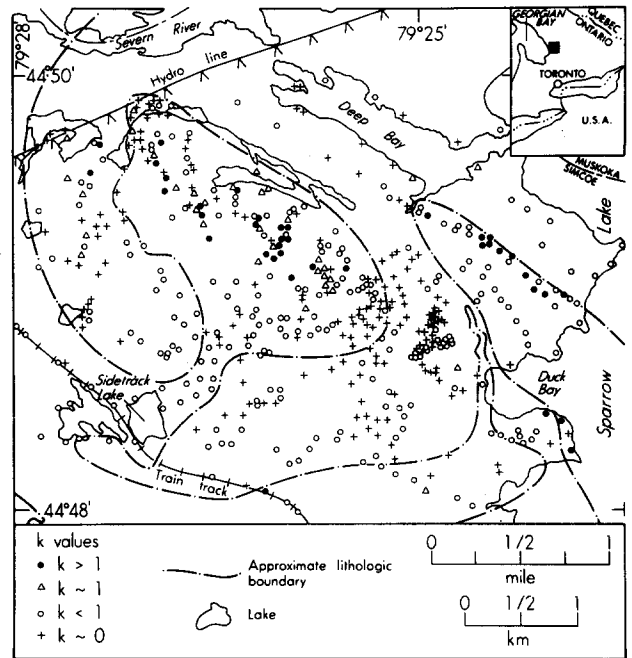 79°28'
Severn River
79°25'
GEORGIAN
BAY
QUEBEC
ONTARIO
TORONTO
U.S.A.
44°50'
Hydro line
Deep Bay
MUSKOKA
SIMCOE
Lake
Sparrow
Duck
Bay
Sidetrack
Lake
Train track
44°48'
k values
● k > 1
△ k ~ 1
○ k < 1
+ k ~ 0
Approximate lithologic
boundary
Lake
0 1/2 1
mile
0 1/2 1
km